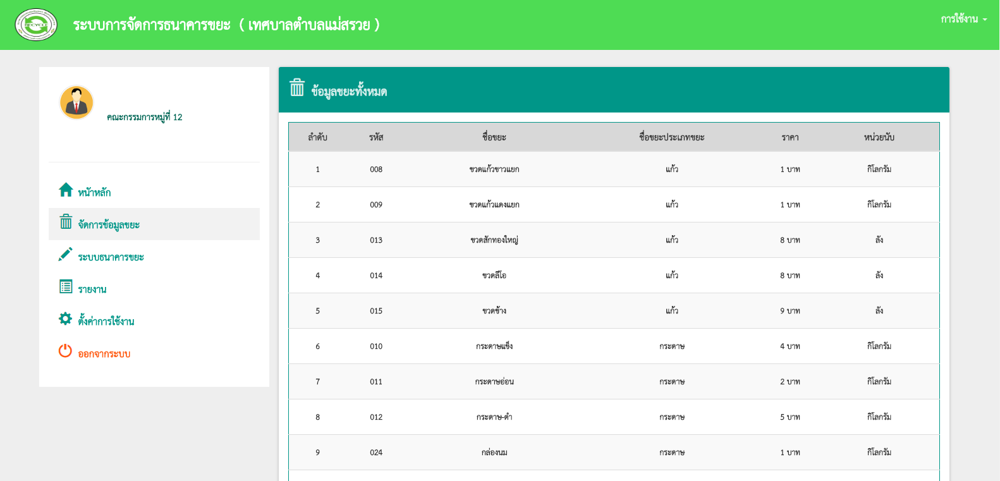 RECYCLE
ระบบการจัดการธนาคารขยะ ( เทศบาลตำบลแม่สรวย )
การใช้งาน
คณะกรรมการหมู่ที่ 12
หน้าหลัก
จัดการข้อมูลขยะ
ระบบธนาคารขยะ
รายงาน
ตั้งค่าการใช้งาน
ออกจากระบบ
ข้อมูลขยะทั้งหมด
ลำดับ รหัส ชื่อขยะ ชื่อขยะประเภทขยะ ราคา หน่วยนับ
1 008 ขวดแก้วขาวแยก แก้ว 1 บาท กิโลกรัม
2 009 ขวดแก้วแดงแยก แก้ว 1 บาท กิโลกรัม
3 013 ขวดสักทองใหญ่ แก้ว 8 บาท ลัง
4 014 ขวดลีโอ แก้ว 8 บาท ลัง
5 015 ขวดช้าง แก้ว 9 บาท ลัง
6 010 กระดาษแข็ง กระดาษ 4 บาท กิโลกรัม
7 011 กระดาษอ่อน กระดาษ 2 บาท กิโลกรัม
8 012 กระดาษ-ดำ กระดาษ 5 บาท กิโลกรัม
9 024 กล่องนม กระดาษ 1 บาท กิโลกรัม